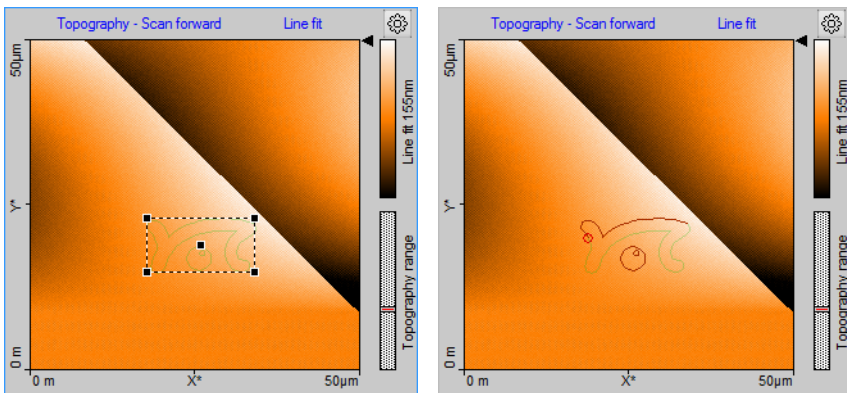 Topography - Scan forward Line fit
50µm
Y*
0 m
0 m X* 50µm
Line fit 155nm
Topography range
Topography - Scan forward Line fit
50µm
Y*
0 m
0 m X* 50µm
Line fit 155nm
Topography range